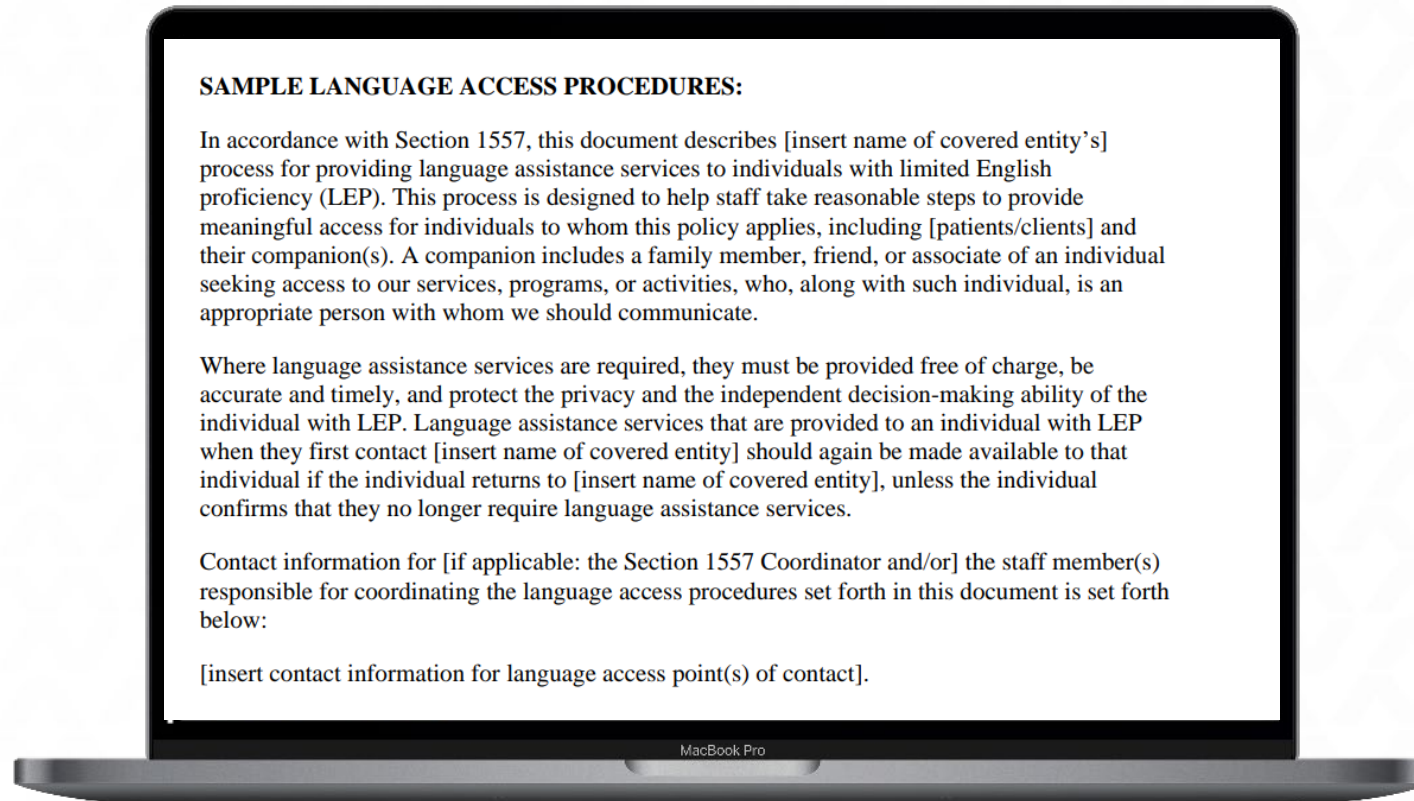 SAMPLE LANGUAGE ACCESS PROCEDURES:
In accordance with Section 1557, this document describes [insert name of covered entity’s]
process for providing language assistance services to individuals with limited English
proficiency (LEP). This process is designed to help staff take reasonable steps to provide
meaningful access for individuals to whom this policy applies, including [patients/clients] and
their companion(s). A companion includes a family member, friend, or associate of an individual
seeking access to our services, programs, or activities, who, along with such individual, is an
appropriate person with whom we should communicate.
Where language assistance services are required, they must be provided free of charge, be
accurate and timely, and protect the privacy and the independent decision-making ability of the
individual with LEP. Language assistance services that are provided to an individual with LEP
when they first contact [insert name of covered entity] should again be made available to that
individual if the individual returns to [insert name of covered entity], unless the individual
confirms that they no longer require language assistance services.
Contact information for [if applicable: the Section 1557 Coordinator and/or] the staff member(s)
responsible for coordinating the language access procedures set forth in this document is set forth
below:
[insert contact information for language access point(s) of contact].
MacBook Pro